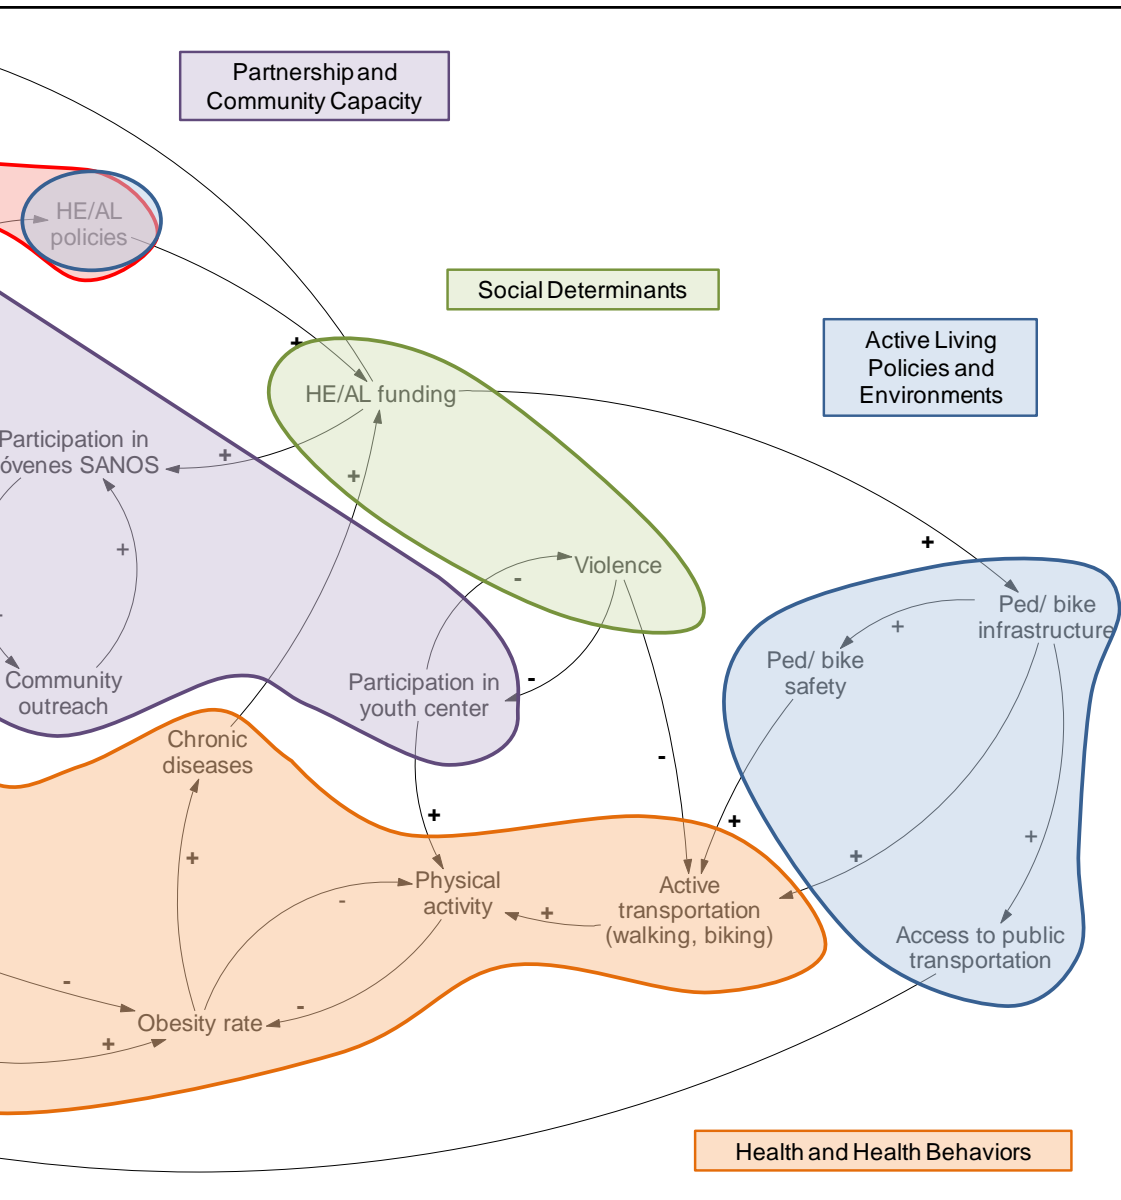 Partnership and
Community Capacity
HE/AL
policies
Social Determinants
Active Living
Policies and
Environments
+
HE/AL funding
Participation in
óvenes SANOS
+
+
+
+
Violence
-
Ped/ bike
infrastructure
+
Ped/ bike
safety
Community
outreach
Participation in
youth center
-
Chronic
diseases
-
+
+
+
+
+
Physical
activity
-
Active
transportation
(walking, biking)
+
Access to public
transportation
-
-
Obesity rate
+
Health and Health Behaviors